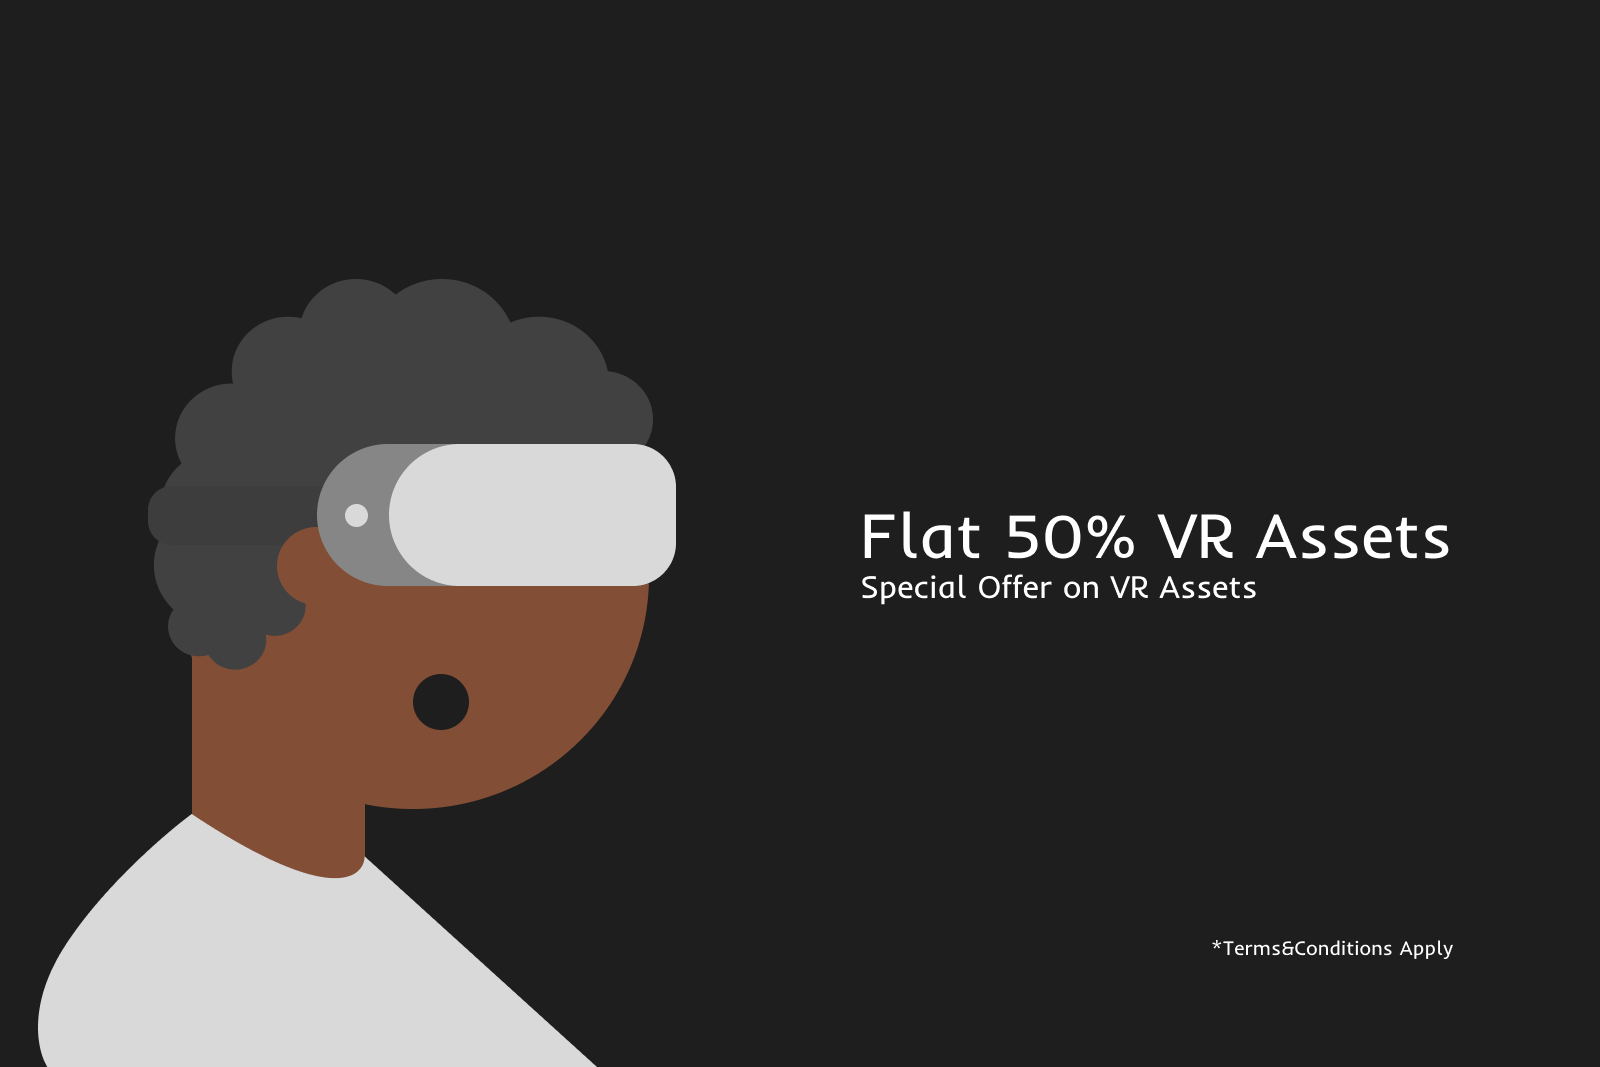 Flat 50% VR Assets
Special Offer on VR Assets
*Terms&Conditions Apply